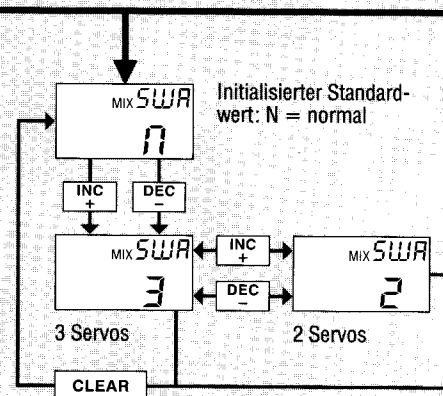 MIX SWA
n
Initialisierter Standard-
wert: N = normal
INC
+
DEC
–
MIX SWA
3
INC
+
DEC
–
MIX SWA
2
3 Servos
2 Servos
CLEAR